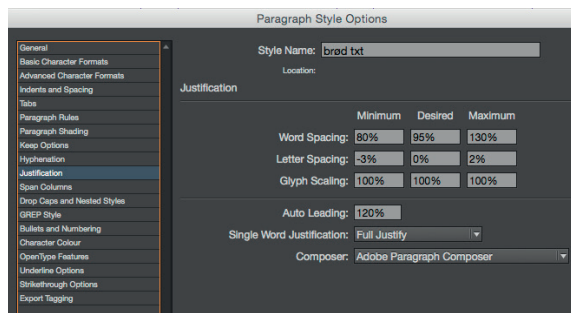 Paragraph Style Options
General
Basic Character Formats
Advanced Character Formats
Indents and Spacing
Tabs
Paragraph Rules
Paragraph Shading
Keep Options
Hyphenation
Justification
Span Columns
Drop Caps and Nested Styles
GREP Style
Bullets and Numbering
Character Colour
OpenType Features
Underline Options
Strikethrough Options
Export Tagging
Style Name: brød txt
Location:
Justification
Minimum Desired Maximum
Word Spacing: 80% 95% 130%
Letter Spacing: -3% 0% 2%
Glyph Scaling: 100% 100% 100%
Auto Leading: 120%
Single Word Justification: Full Justify
Composer: Adobe Paragraph Composer